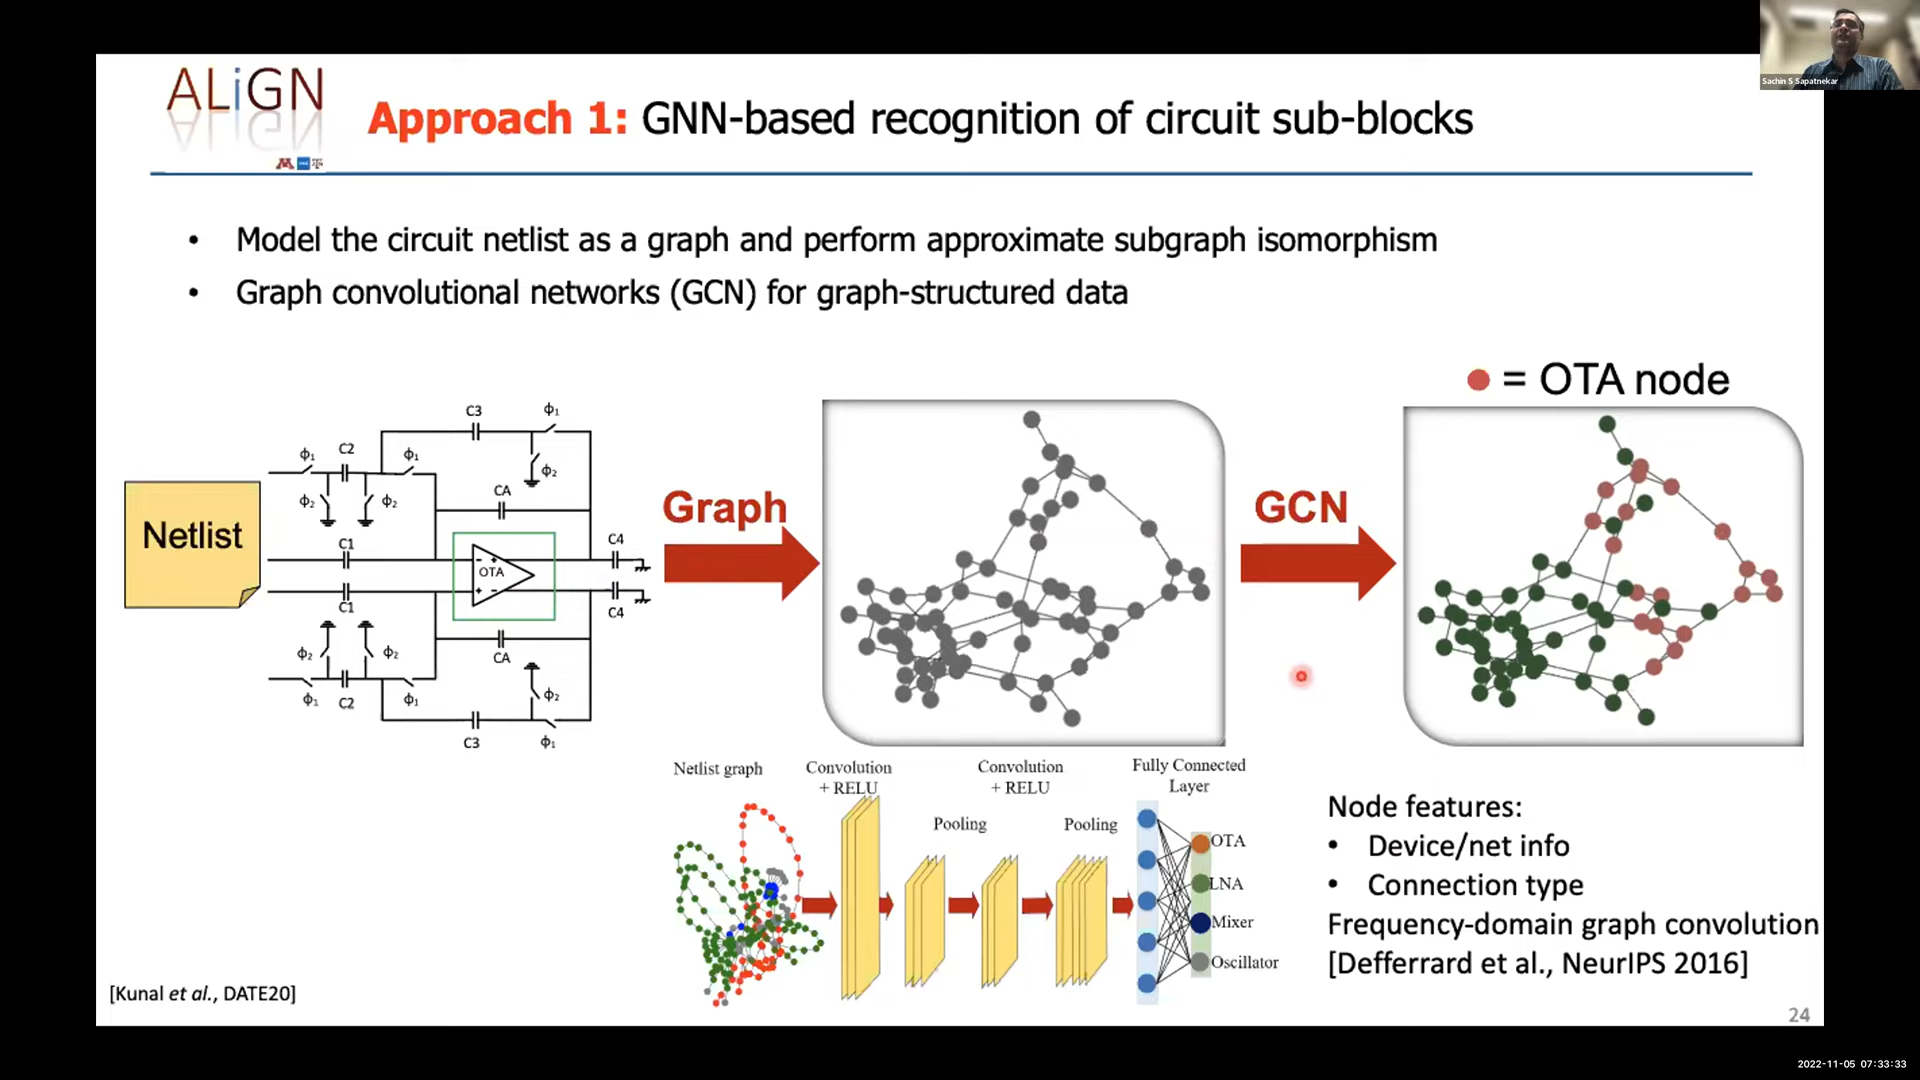 Sachin S Sapatnekar
ALiGN
Approach 1: GNN-based recognition of circuit sub-blocks
• Model the circuit netlist as a graph and perform approximate subgraph isomorphism
• Graph convolutional networks (GCN) for graph-structured data
= OTA node
Netlist
C3
ϕ1
ϕ1
C2
ϕ1
ϕ2
ϕ2
ϕ2
CA
C1
OTA
C4
C1
C4
ϕ2
ϕ2
CA
ϕ2
ϕ1
C2
ϕ1
C3
ϕ1
Graph
GCN
Netlist graph
Convolution
+ RELU
Pooling
Convolution
+ RELU
Pooling
Fully Connected
Layer
OTA
LNA
Mixer
Oscillator
Node features:
• Device/net info
• Connection type
Frequency-domain graph convolution
[Defferrard et al., NeurIPS 2016]
[Kunal et al., DATE20]
24
2022-11-05 07:33:33